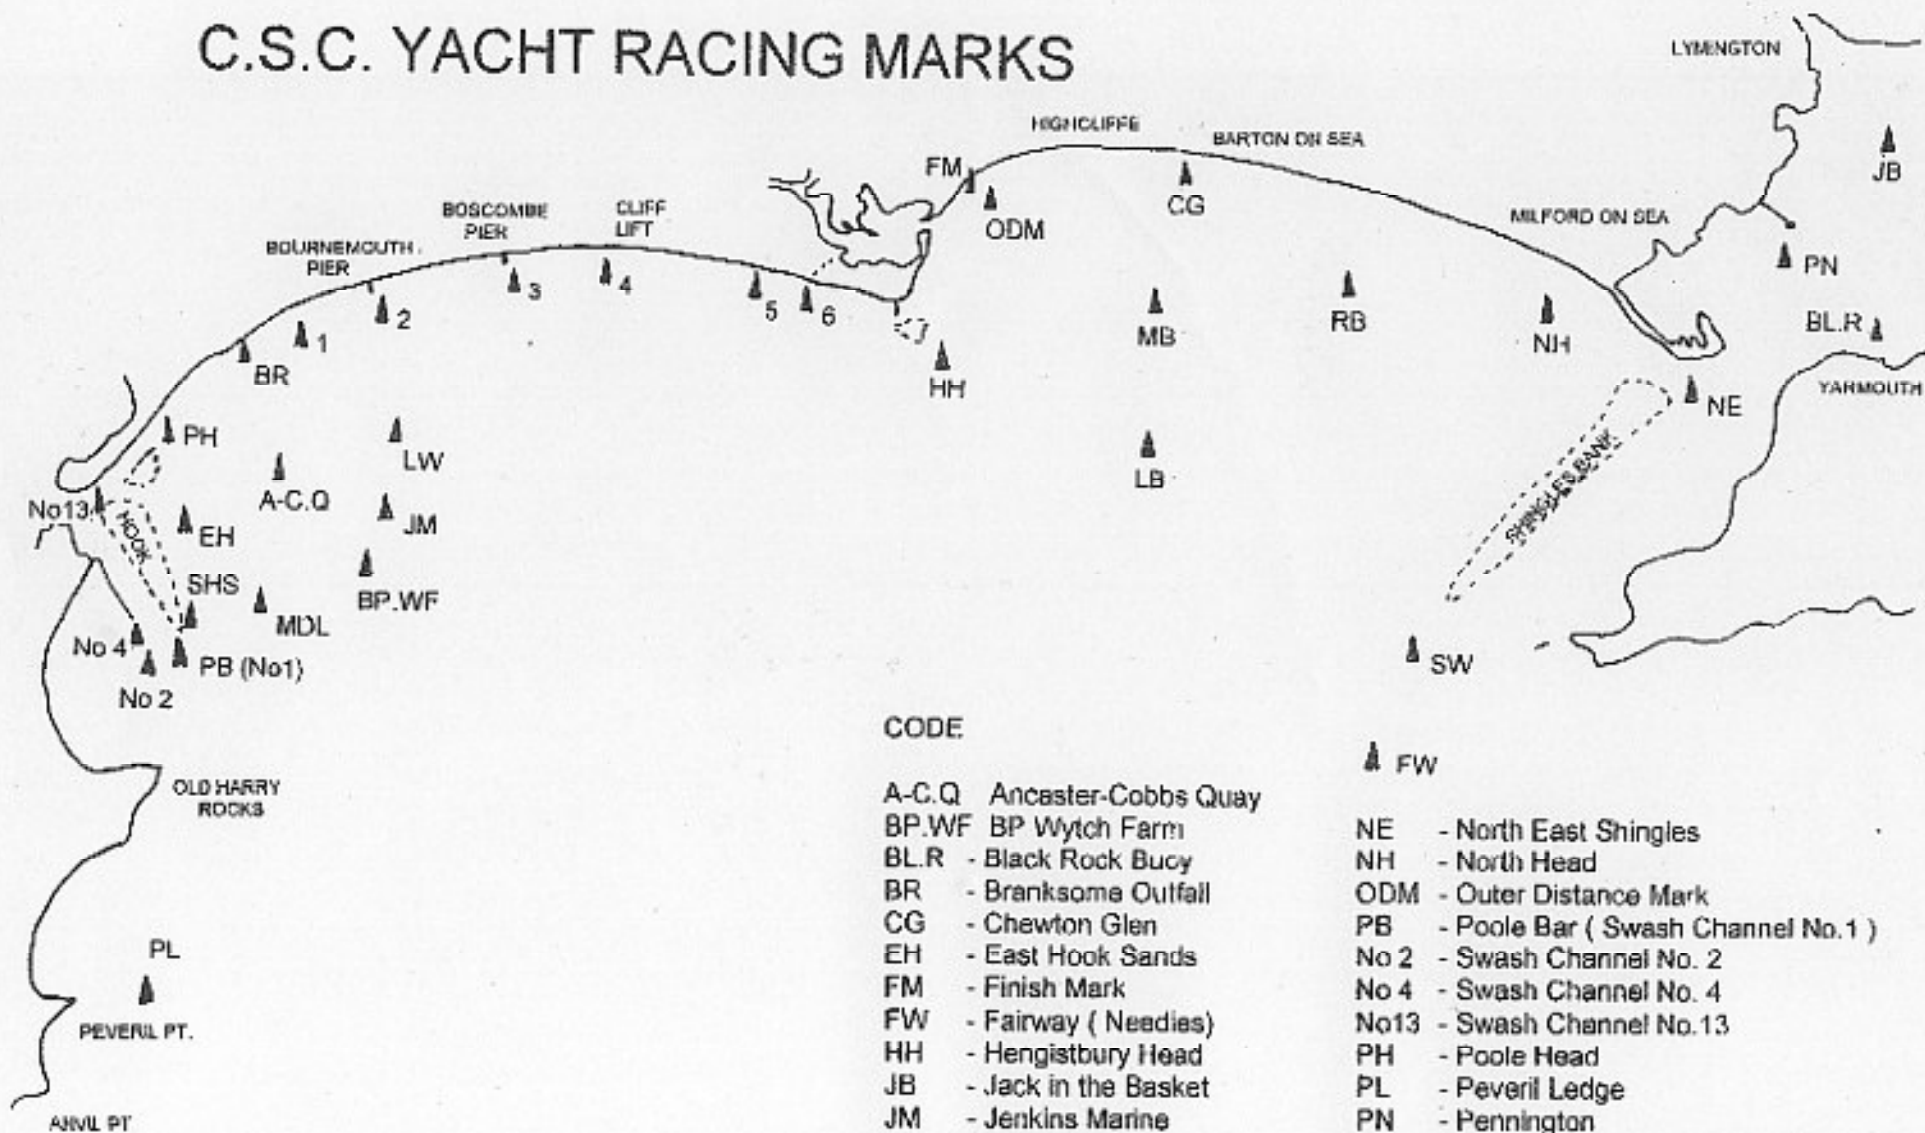 C.S.C. YACHT RACING MARKS
LYMINGTON
HIGHCLIFFE
BARTON ON SEA
JB
FM
ODM
CG
MILFORD ON SEA
BOSCOMBE
PIER
CLIFF
LIFT
BOURNEMOUTH
PIER
PN
1
2
3
4
5
6
HH
MB
RB
NH
BL.R
NE
YARMOUTH
BR
PH
LW
A-C.Q
LB
SHINGLES BANK
No13
HOOK
EH
JM
SHS
MDL
BP.WF
No 4
PB (No1)
No 2
SW
FW
OLD HARRY
ROCKS
PL
PEVERIL PT.
ANVIL PT
CODE
A-C.Q Ancaster-Cobbs Quay
BP.WF BP Wytch Farm
BL.R - Black Rock Buoy
BR - Branksome Outfall
CG - Chewton Glen
EH - East Hook Sands
FM - Finish Mark
FW - Fairway ( Needles)
HH - Hengistbury Head
JB - Jack in the Basket
JM - Jenkins Marine
NE - North East Shingles
NH - North Head
ODM - Outer Distance Mark
PB - Poole Bar ( Swash Channel No.1 )
No 2 - Swash Channel No. 2
No 4 - Swash Channel No. 4
No13 - Swash Channel No.13
PH - Poole Head
PL - Peveril Ledge
PN - Pennington